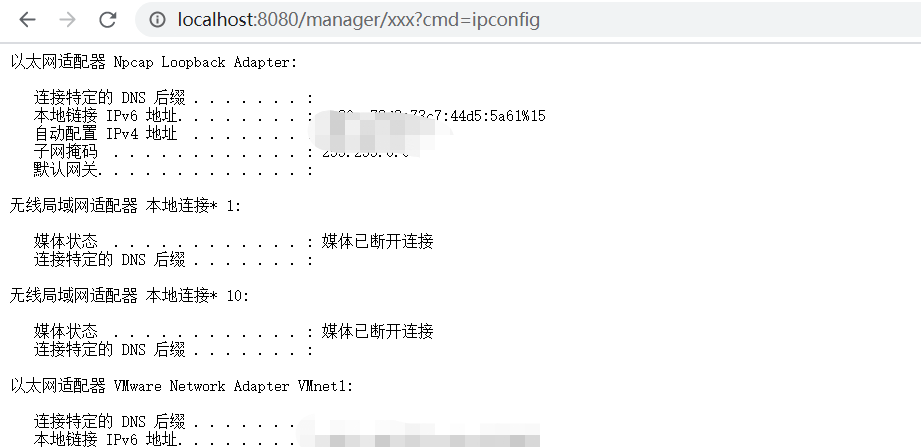 localhost:8080/manager/xxx?cmd=ipconfig
以太网适配器 Npcap Loopback Adapter:
连接特定的 DNS 后缀 . . . . . . . :
本地链接 IPv6 地址. . . . . . . . : :44d5:5a61%15
自动配置 IPv4 地址 . . . . . . .
子网掩码 . . . . . . . . . . . . :
默认网关. . . . . . . . . . . . . :
无线局域网适配器 本地连接* 1:
媒体状态 . . . . . . . . . . . . : 媒体已断开连接
连接特定的 DNS 后缀 . . . . . . . :
无线局域网适配器 本地连接* 10:
媒体状态 . . . . . . . . . . . . : 媒体已断开连接
连接特定的 DNS 后缀 . . . . . . . :
以太网适配器 VMware Network Adapter VMnet1:
连接特定的 DNS 后缀 . . . . . . .
本地链接 IPv6 地址. . . . . . . .